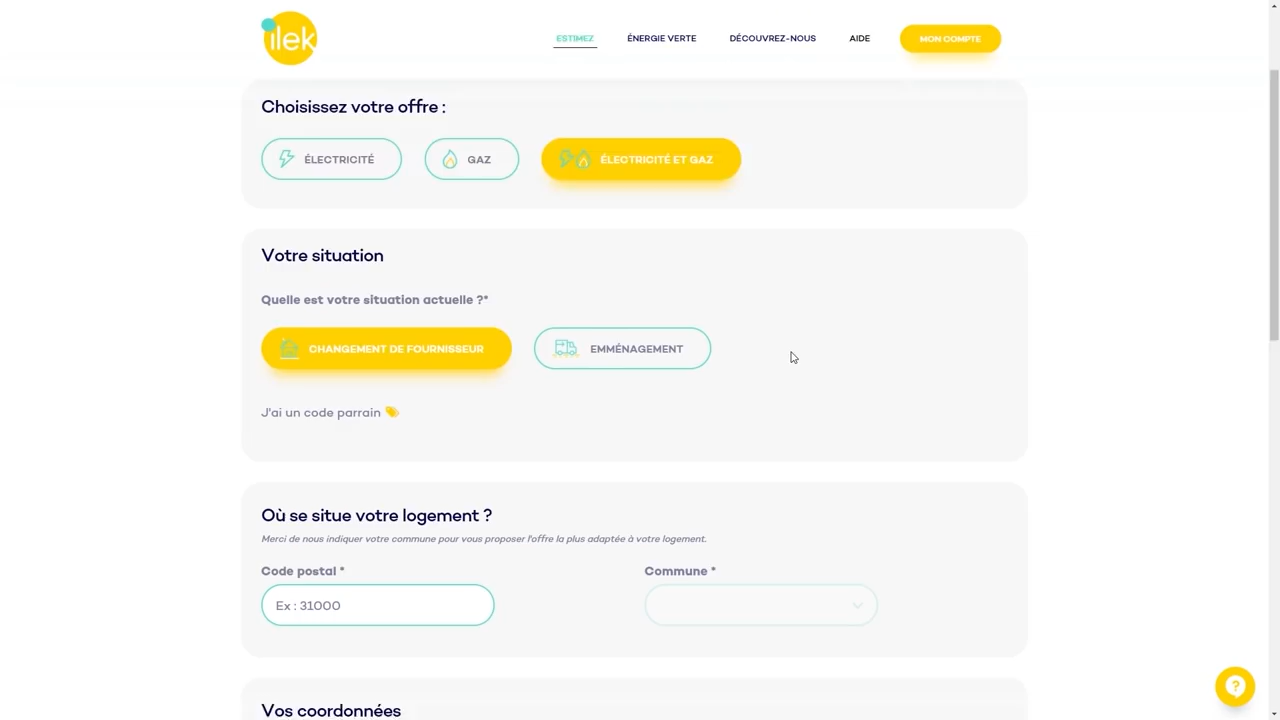 ilek
ESTIMEZ
ÉNERGIE VERTE
DÉCOUVREZ-NOUS
AIDE
MON COMPTE
Choisissez votre offre :
ÉLECTRICITÉ
GAZ
ÉLECTRICITÉ ET GAZ
Votre situation
Quelle est votre situation actuelle ?*
CHANGEMENT DE FOURNISSEUR
EMMÉNAGEMENT
J'ai un code parrain
Où se situe votre logement ?
Merci de nous indiquer votre commune pour vous proposer l'offre la plus adaptée à votre logement.
Code postal *
Commune *
Ex : 31000
Vos coordonnées
?